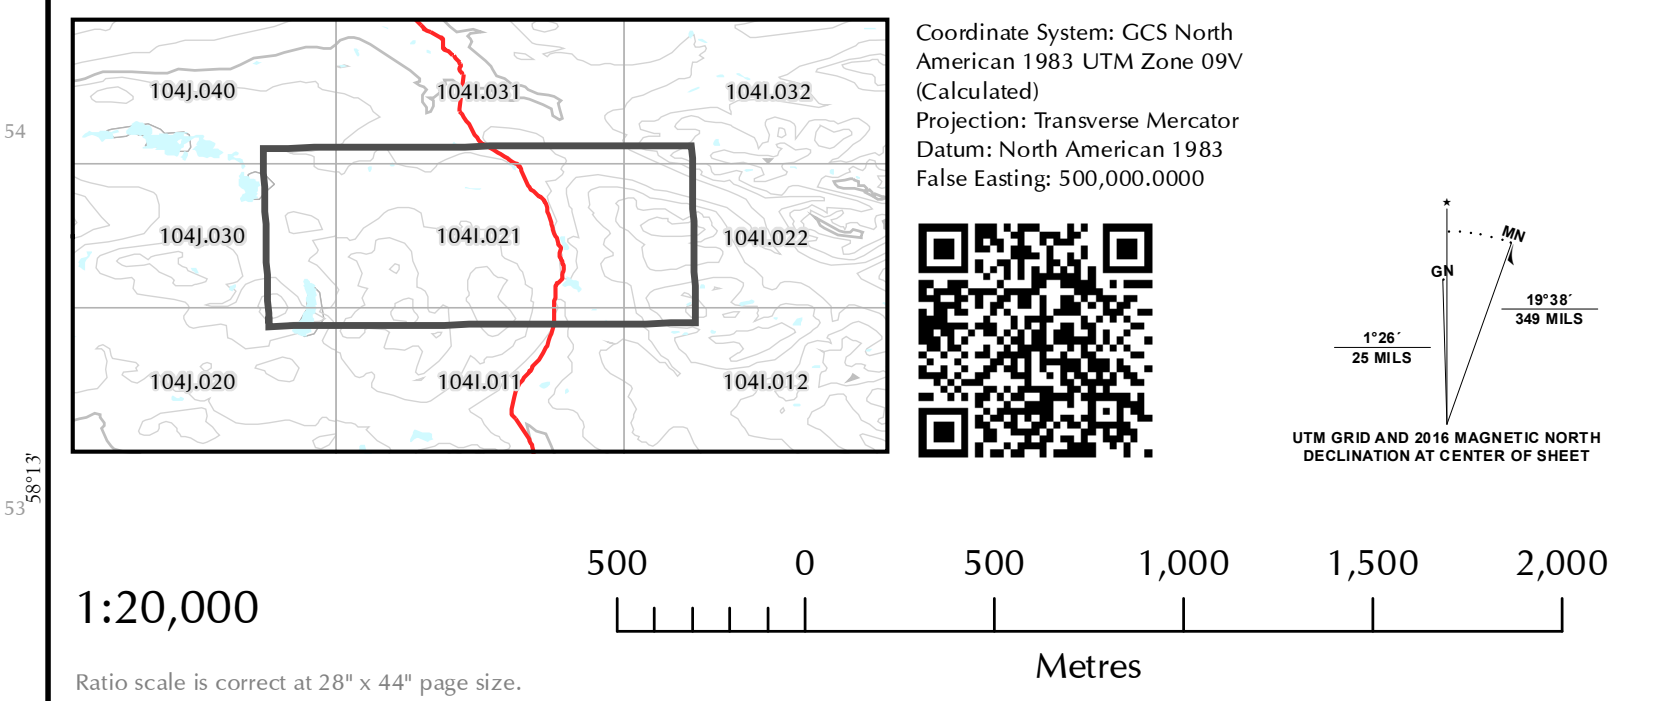 54
58°13'
53
104J.040
104I.031
104I.032
104J.030
104I.021
104I.022
104J.020
104I.011
104I.012
Coordinate System: GCS North
American 1983 UTM Zone 09V
(Calculated)
Projection: Transverse Mercator
Datum: North American 1983
False Easting: 500,000.0000
MN
GN
19°38´
349 MILS
1°26´
25 MILS
UTM GRID AND 2016 MAGNETIC NORTH
DECLINATION AT CENTER OF SHEET
500 0 500 1,000 1,500 2,000
1:20,000
Metres
Ratio scale is correct at 28" x 44" page size.